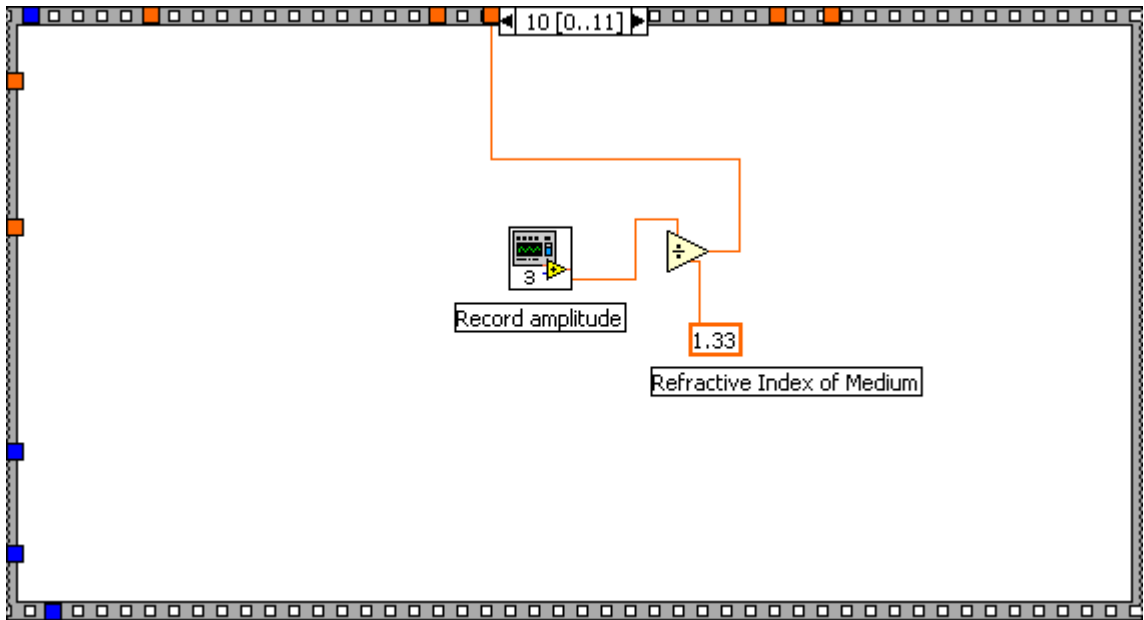 10 [0..11]
÷
3
Record amplitude
1.33
Refractive Index of Medium